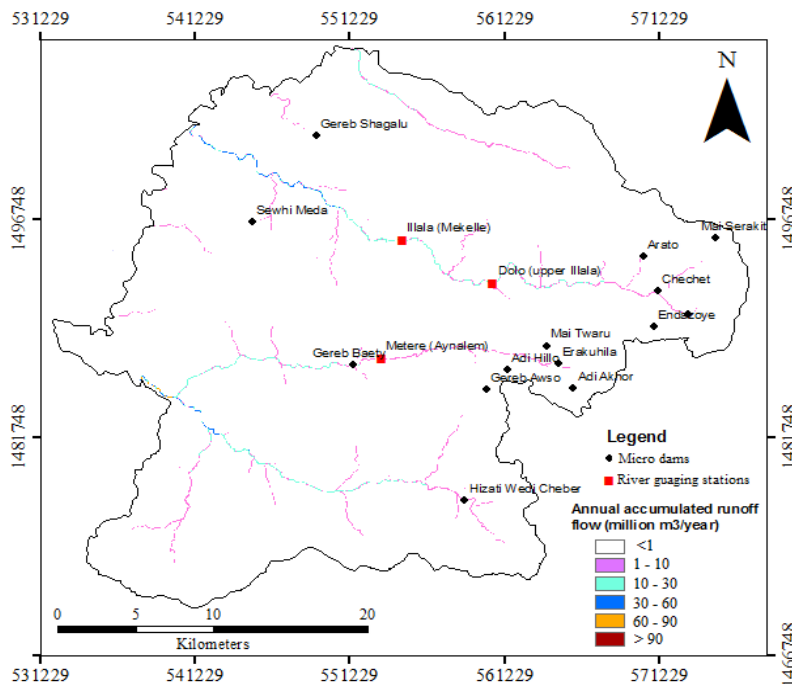 531229 541229 551229 561229 571229
N
Gereb Shagalu
1496748
1496748
Sewhi Meda
Illala (Mekelle)
Mai Serakit
Arato
Dolo (upper Illala)
Chechet
Endazoye
Mai Twaru
Metere (Aynalem)
Gereb Baety
Adi Hillo
Erakuhila
Gereb Awso
Adi Akhor
1481748
1481748
Legend
Micro dams
River guaging stations
Hizati Wedi Cheber
Annual accumulated runoff
flow (million m3/year)
<1
1 - 10
10 - 30
30 - 60
60 - 90
> 90
0 5 10 20
Kilometers
1466748
1466748
531229 541229 551229 561229 571229